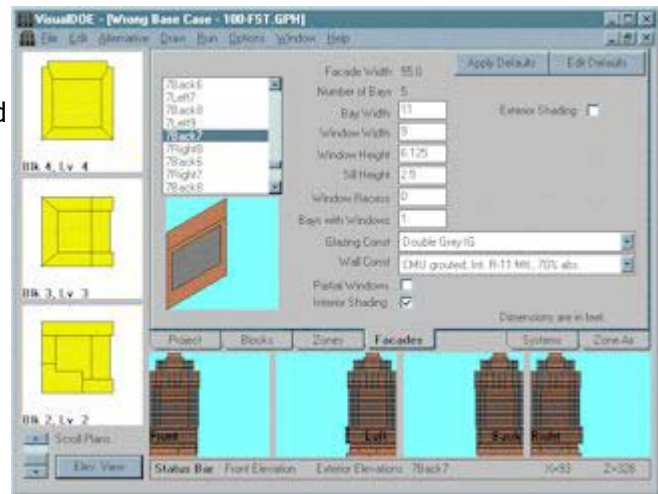 VisualDOE - [Wrong Base Case - 100-FST.GPH]
File Edit Alternative Draw Run Options Window Help
d
Blk 4, Lv 4
Blk 3, Lv 3
Blk 2, Lv 2
Scroll Plans
Elev. View
7Back6
7Left7
7Back8
7Left9
7Back7
7Right8
7Back6
7Right7
7Back8
Facade Width 55.0
Number of Bays 5
Bay Width 11
Window Width 9
Window Height 6.125
Sill Height 2.9
Window Recess 0
Bays with Windows 1
Glazing Const Double Grey IG
Wall Const CMU grouted, Int. R-11 Mtl., 70% abs.
Partial Windows
Interior Shading
Apply Defaults Edit Defaults
Exterior Shading
Dimensions are in feet.
Project Blocks Zones Facades Systems Zone As
Front Left Back Right
Status Bar Front Elevation Exterior Elevations 7Back7 X=93 Z=328